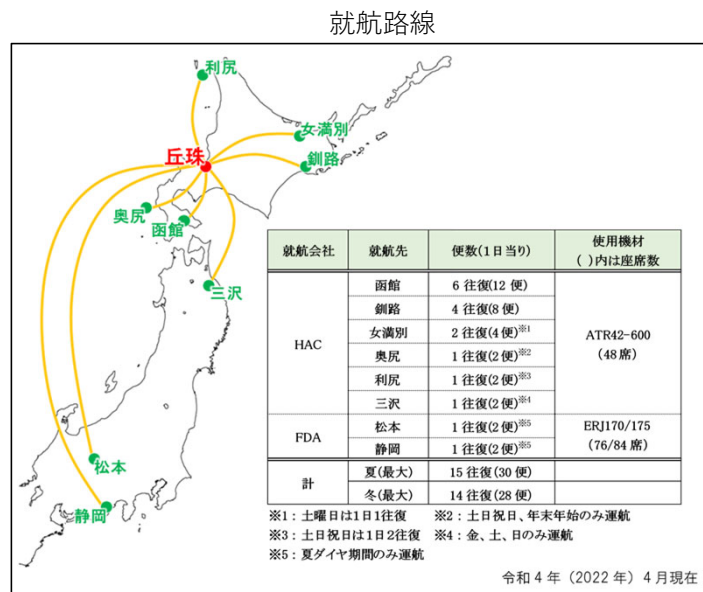 就航路線
利尻
女満別
丘珠
釧路
奥尻
函館
三沢
松本
静岡
就航会社 就航先 便数(1日当り) 使用機材
( )内は座席数
HAC 函館 6 往復(12 便) ATR42-600
(48席)
釧路 4 往復(8 便)
女満別 2 往復(4 便)※1
奥尻 1 往復(2 便)※2
利尻 1 往復(2 便)※3
三沢 1 往復(2 便)※4
FDA 松本 1 往復(2 便)※5 ERJ170/175
(76/84 席)
静岡 1 往復(2 便)※5
計 夏(最大) 15 往復(30 便)
冬(最大) 14 往復(28 便)
※1：土曜日は1日1往復 ※2：土日祝日、年末年始のみ運航
※3：土日祝日は1日2往復 ※4：金、土、日のみ運航
※5：夏ダイヤ期間のみ運航
令和4年（2022年）4月現在